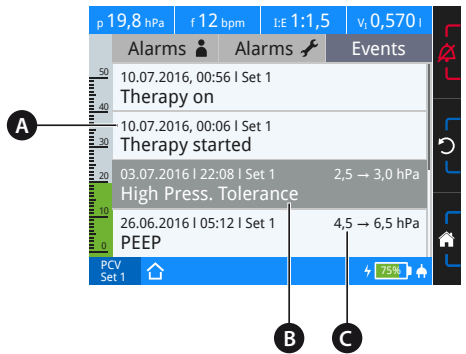 p 19,8 hPa f 12 bpm I:E 1:1,5 VI 0,570 l
Alarms Alarms Events
50
10.07.2016, 00:56 l Set 1
Therapy on
40
A
10.07.2016, 00:06 l Set 1
Therapy started
30
20
03.07.2016 l 22:08 l Set 1 2,5 → 3,0 hPa
High Press. Tolerance
10
26.06.2016 l 05:12 l Set 1 4,5 → 6,5 hPa
PEEP
0
PCV
Set 1
75%
B C